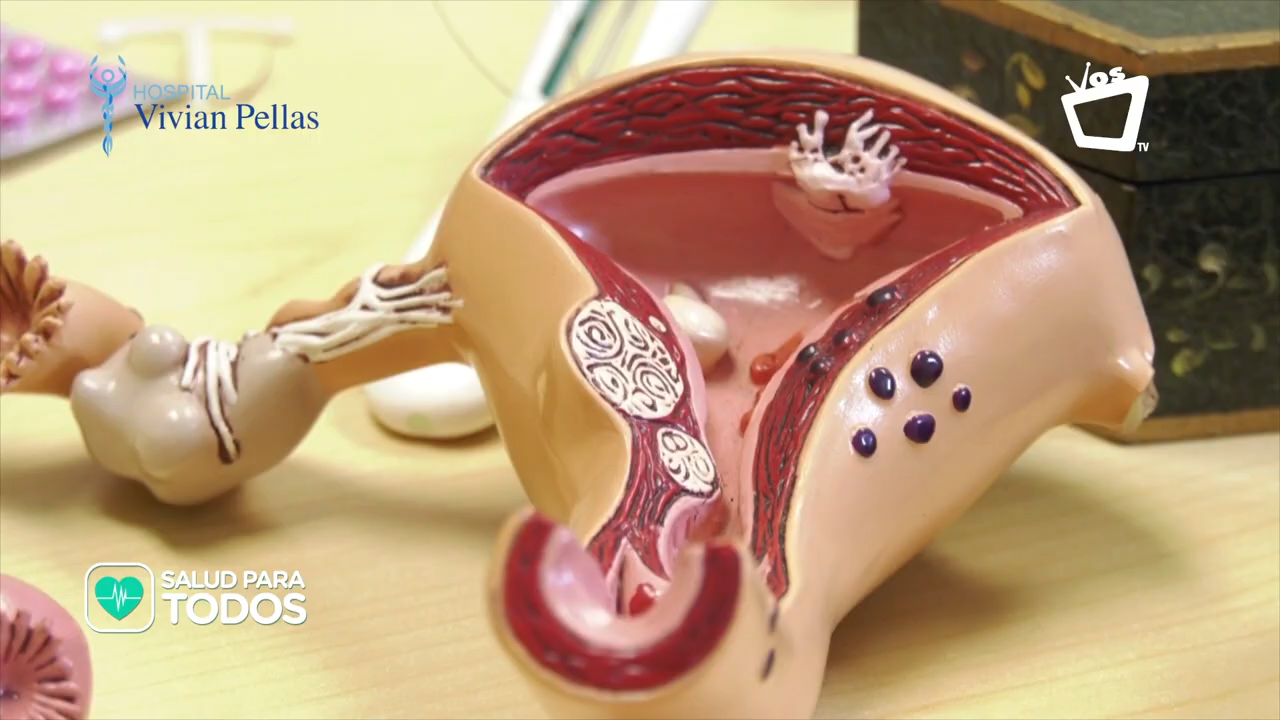 HOSPITAL
Vivian Pellas
VOS
TV
SALUD PARA
TODOS